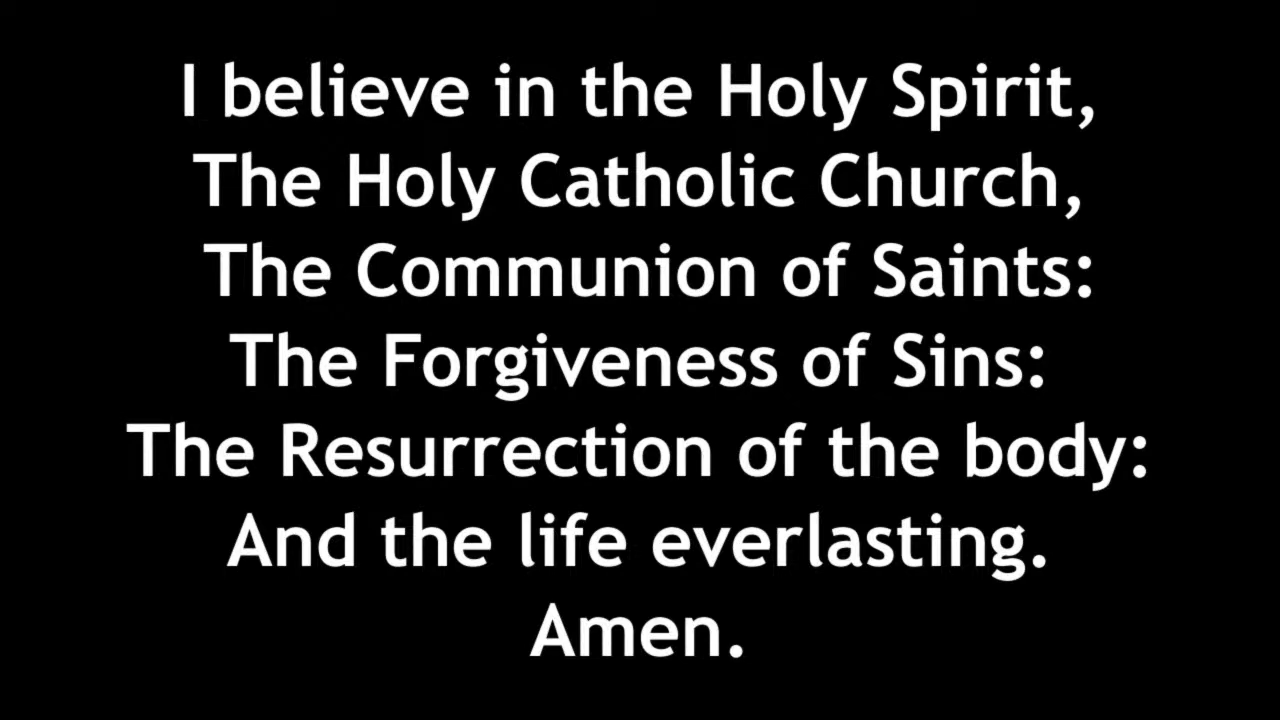 I believe in the Holy Spirit,
The Holy Catholic Church,
The Communion of Saints:
The Forgiveness of Sins:
The Resurrection of the body:
And the life everlasting.
Amen.